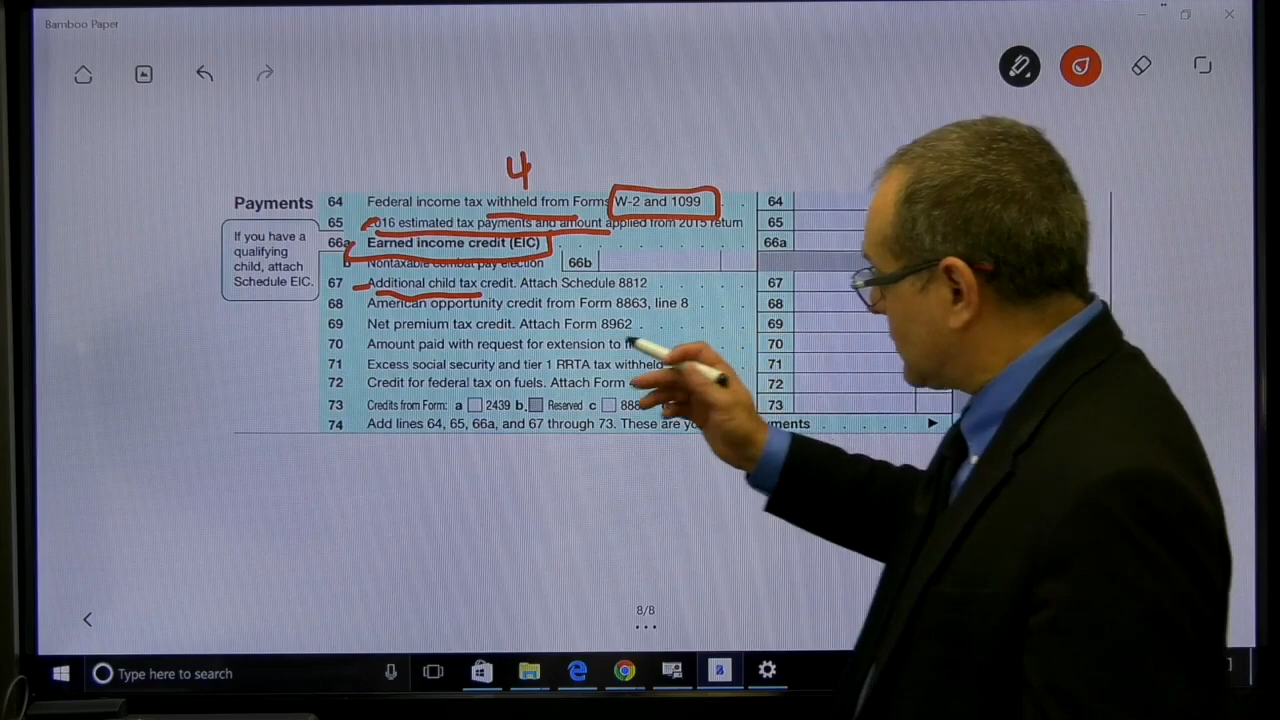 Bamboo Paper
4
Payments 64 Federal income tax withheld from Forms W-2 and 1099 . . 64
65 2016 estimated tax payments and amount applied from 2015 return 65
If you have a qualifying child, attach Schedule EIC.
66a Earned income credit (EIC) . . . . . . . . . . 66a
b Nontaxable combat pay election 66b
67 Additional child tax credit. Attach Schedule 8812 . . . . . 67
68 American opportunity credit from Form 8863, line 8 . . . 68
69 Net premium tax credit. Attach Form 8962 . . . . . . 69
70 Amount paid with request for extension to . . 70
71 Excess social security and tier 1 RRTA tax withheld . 71
72 Credit for federal tax on fuels. Attach Form 72
73 Credits from Form: a 2439 b Reserved c 73
74 Add lines 64, 65, 66a, and 67 through 73. These are . . . . . ▶
8/8
Type here to search